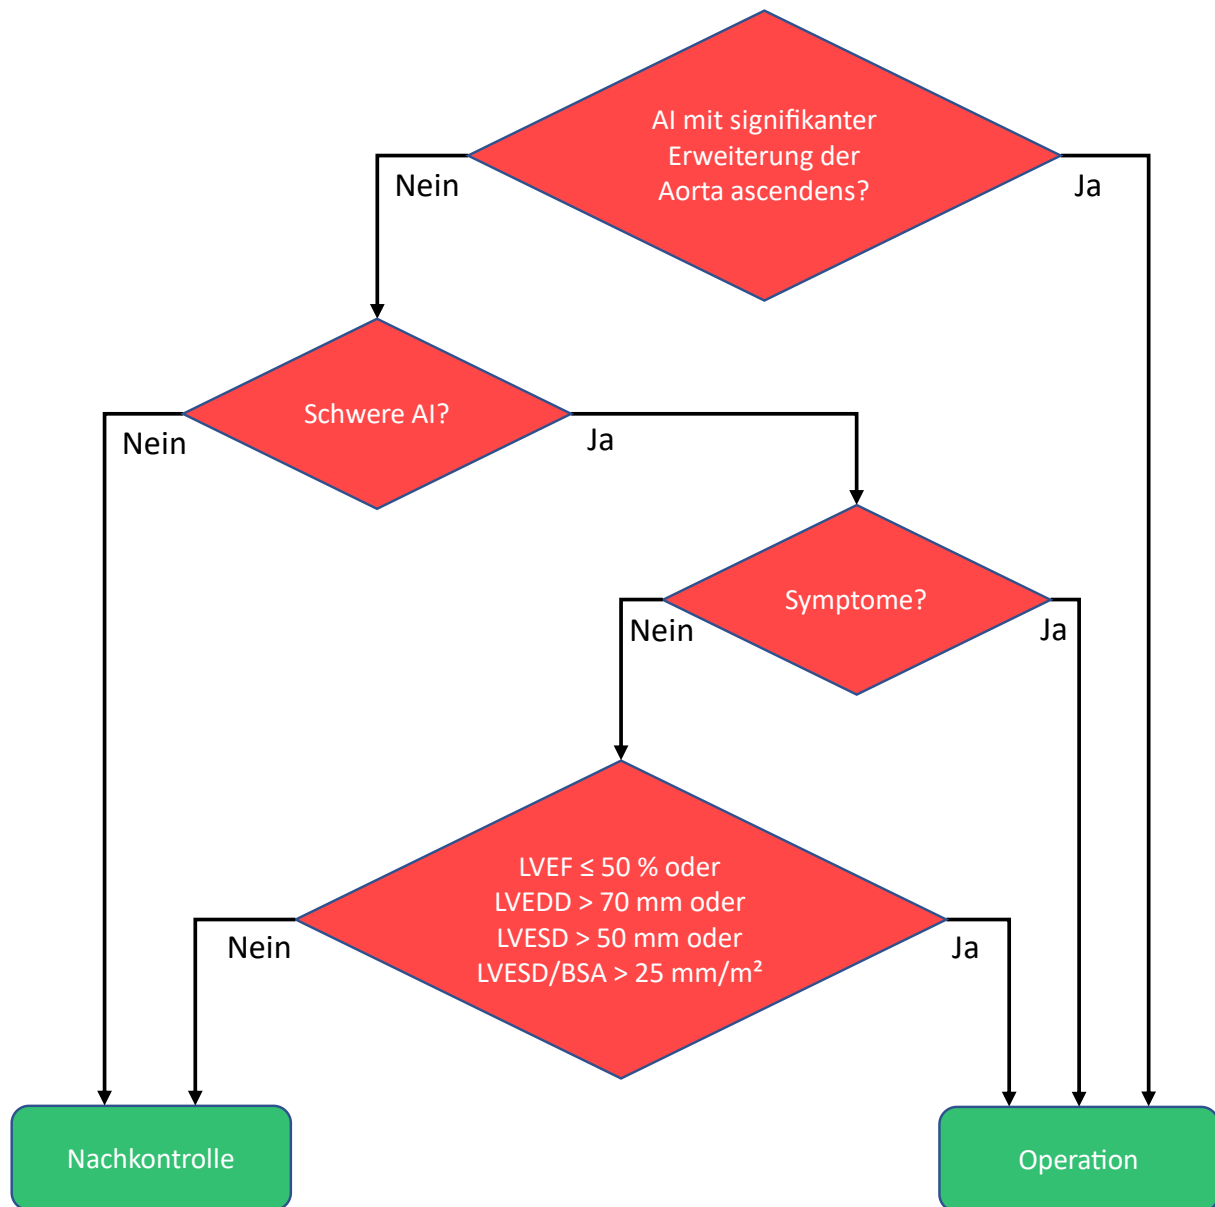 AI mit signifikanter
Erweiterung der
Aorta ascendens?
Nein
Ja
Schwere AI?
Nein
Ja
Symptome?
Nein
Ja
LVEF ≤ 50 % oder
LVEDD > 70 mm oder
LVESD > 50 mm oder
LVESD/BSA > 25 mm/m²
Nein
Ja
Nachkontrolle
Operation